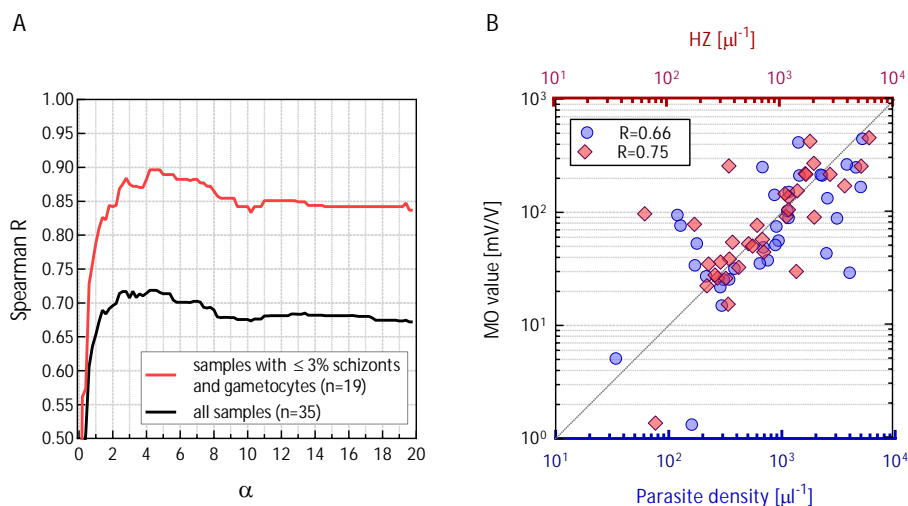 A
B
HZ [µl⁻¹]
10¹ 10² 10³ 10⁴
1.00
0.95
0.90
0.85
0.80
0.75
0.70
0.65
0.60
0.55
0.50
Spearman R
0 2 4 6 8 10 12 14 16 18 20
α
samples with ≤ 3% schizonts
and gametocytes (n=19)
all samples (n=35)
10³
10²
10¹
10⁰
MO value [mV/V]
R=0.66
R=0.75
10¹ 10² 10³ 10⁴
Parasite density [µl⁻¹]